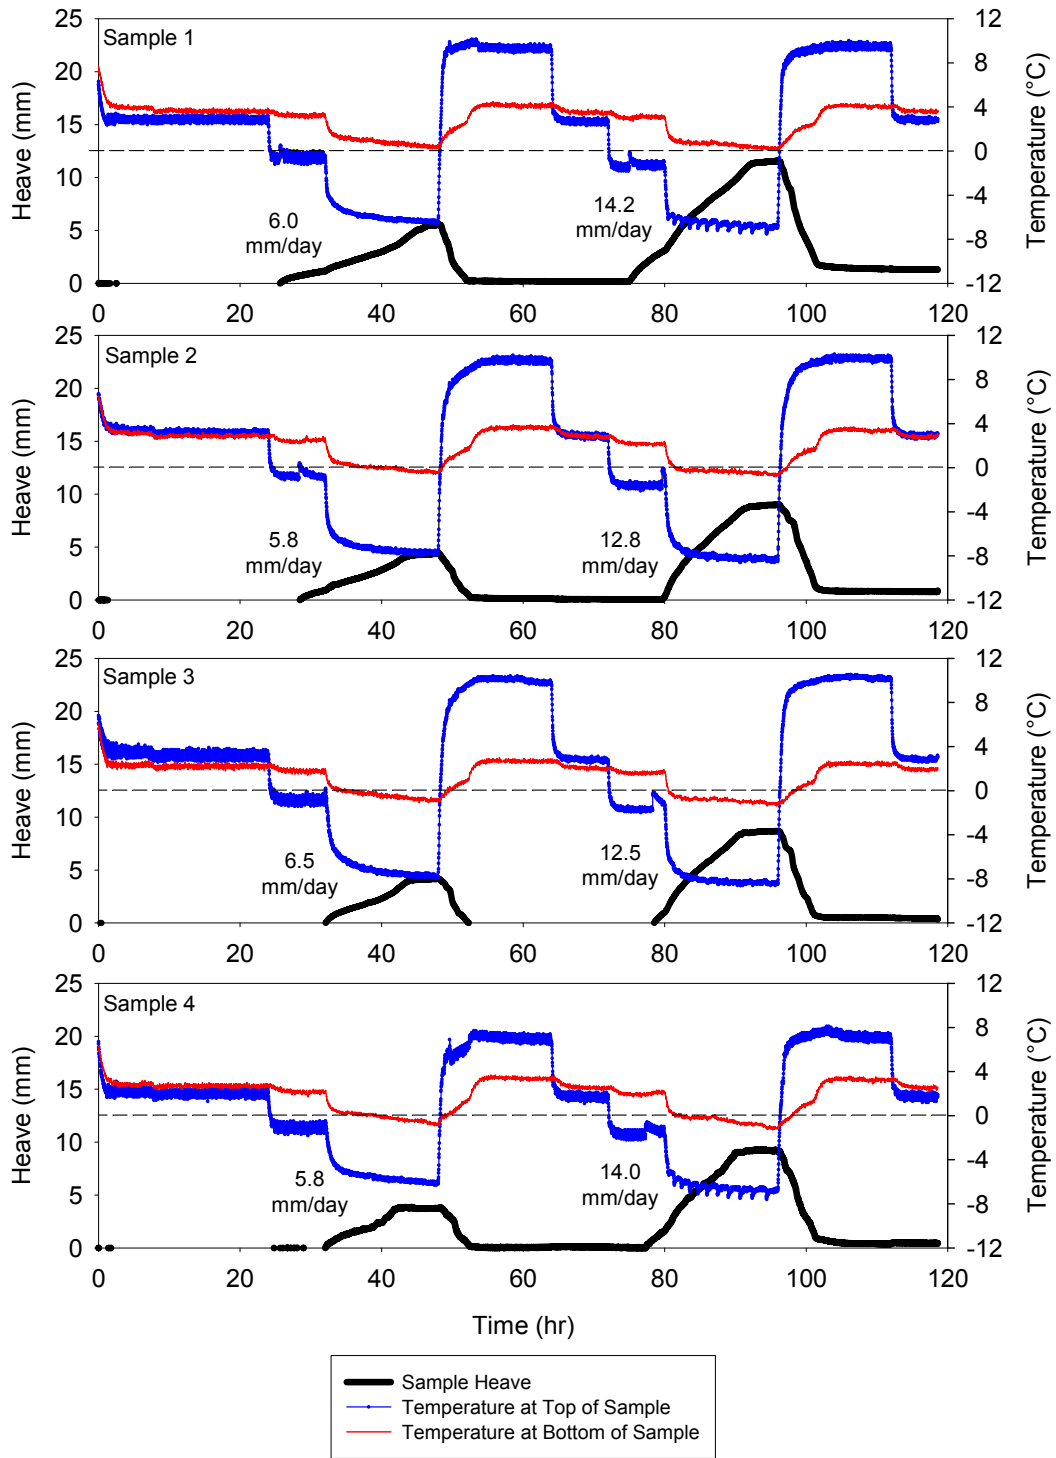 25
20
15
10
5
0
Heave (mm)
Sample 1
6.0
mm/day
14.2
mm/day
12
8
4
0
-4
-8
-12
Temperature (°C)
0 20 40 60 80 100 120
25
20
15
10
5
0
Heave (mm)
Sample 2
5.8
mm/day
12.8
mm/day
12
8
4
0
-4
-8
-12
Temperature (°C)
0 20 40 60 80 100 120
25
20
15
10
5
0
Heave (mm)
Sample 3
6.5
mm/day
12.5
mm/day
12
8
4
0
-4
-8
-12
Temperature (°C)
0 20 40 60 80 100 120
25
20
15
10
5
0
Heave (mm)
Sample 4
5.8
mm/day
14.0
mm/day
12
8
4
0
-4
-8
-12
Temperature (°C)
0 20 40 60 80 100 120
Time (hr)
Sample Heave
Temperature at Top of Sample
Temperature at Bottom of Sample